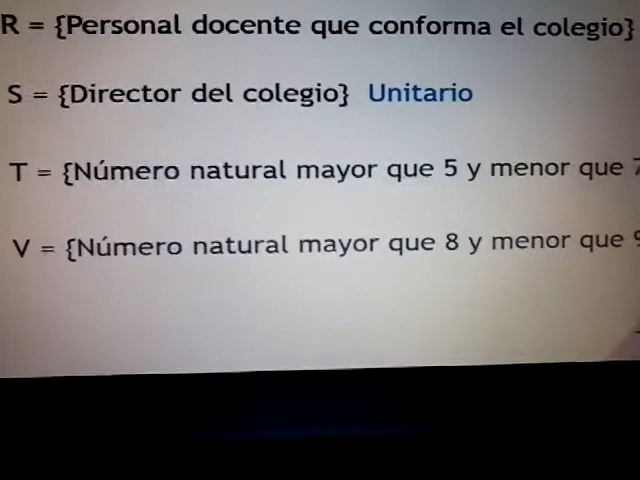 R = {Personal docente que conforma el colegio}
S = {Director del colegio} Unitario
T = {Número natural mayor que 5 y menor que
V = {Número natural mayor que 8 y menor que